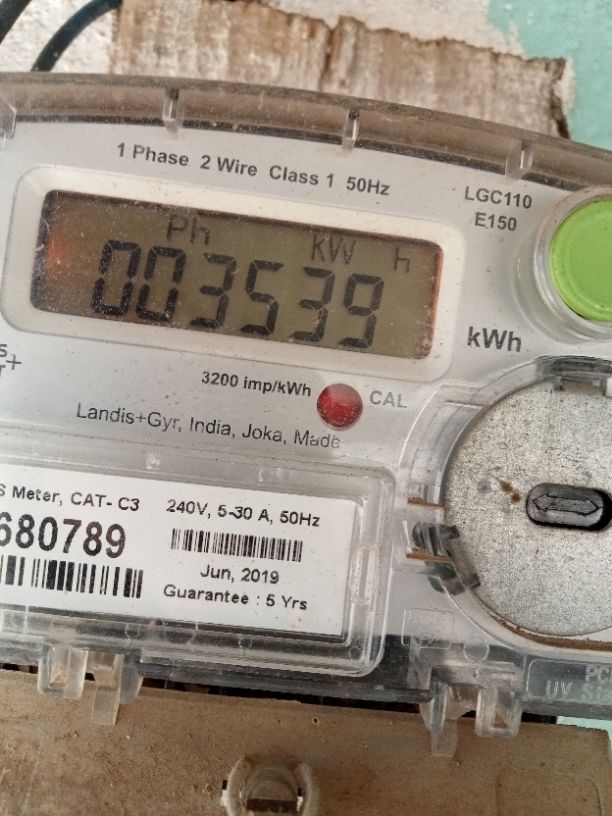 1 Phase 2 Wire Class 1 50Hz
LGC110
E150
Ph kW h
003539
kWh
3200 imp/kWh
CAL
Landis+Gyr, India, Joka, Made
S Meter, CAT- C3
240V, 5-30 A, 50Hz
680789
Jun, 2019
Guarantee : 5 Yrs
UV